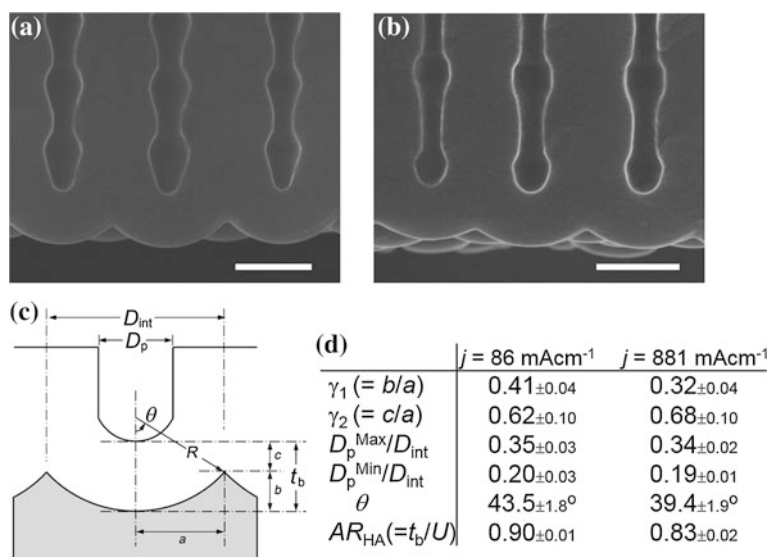 (a)
(b)
(c)
D_int
D_p
θ
R
c
t_b
b
a
(d)
j = 86 mAcm⁻¹ j = 881 mAcm⁻¹
γ₁ (= b/a) 0.41±0.04 0.32±0.04
γ₂ (= c/a) 0.62±0.10 0.68±0.10
D_p^Max/D_int 0.35±0.03 0.34±0.02
D_p^Min/D_int 0.20±0.03 0.19±0.01
θ 43.5±1.8° 39.4±1.9°
AR_HA(=t_b/U) 0.90±0.01 0.83±0.02